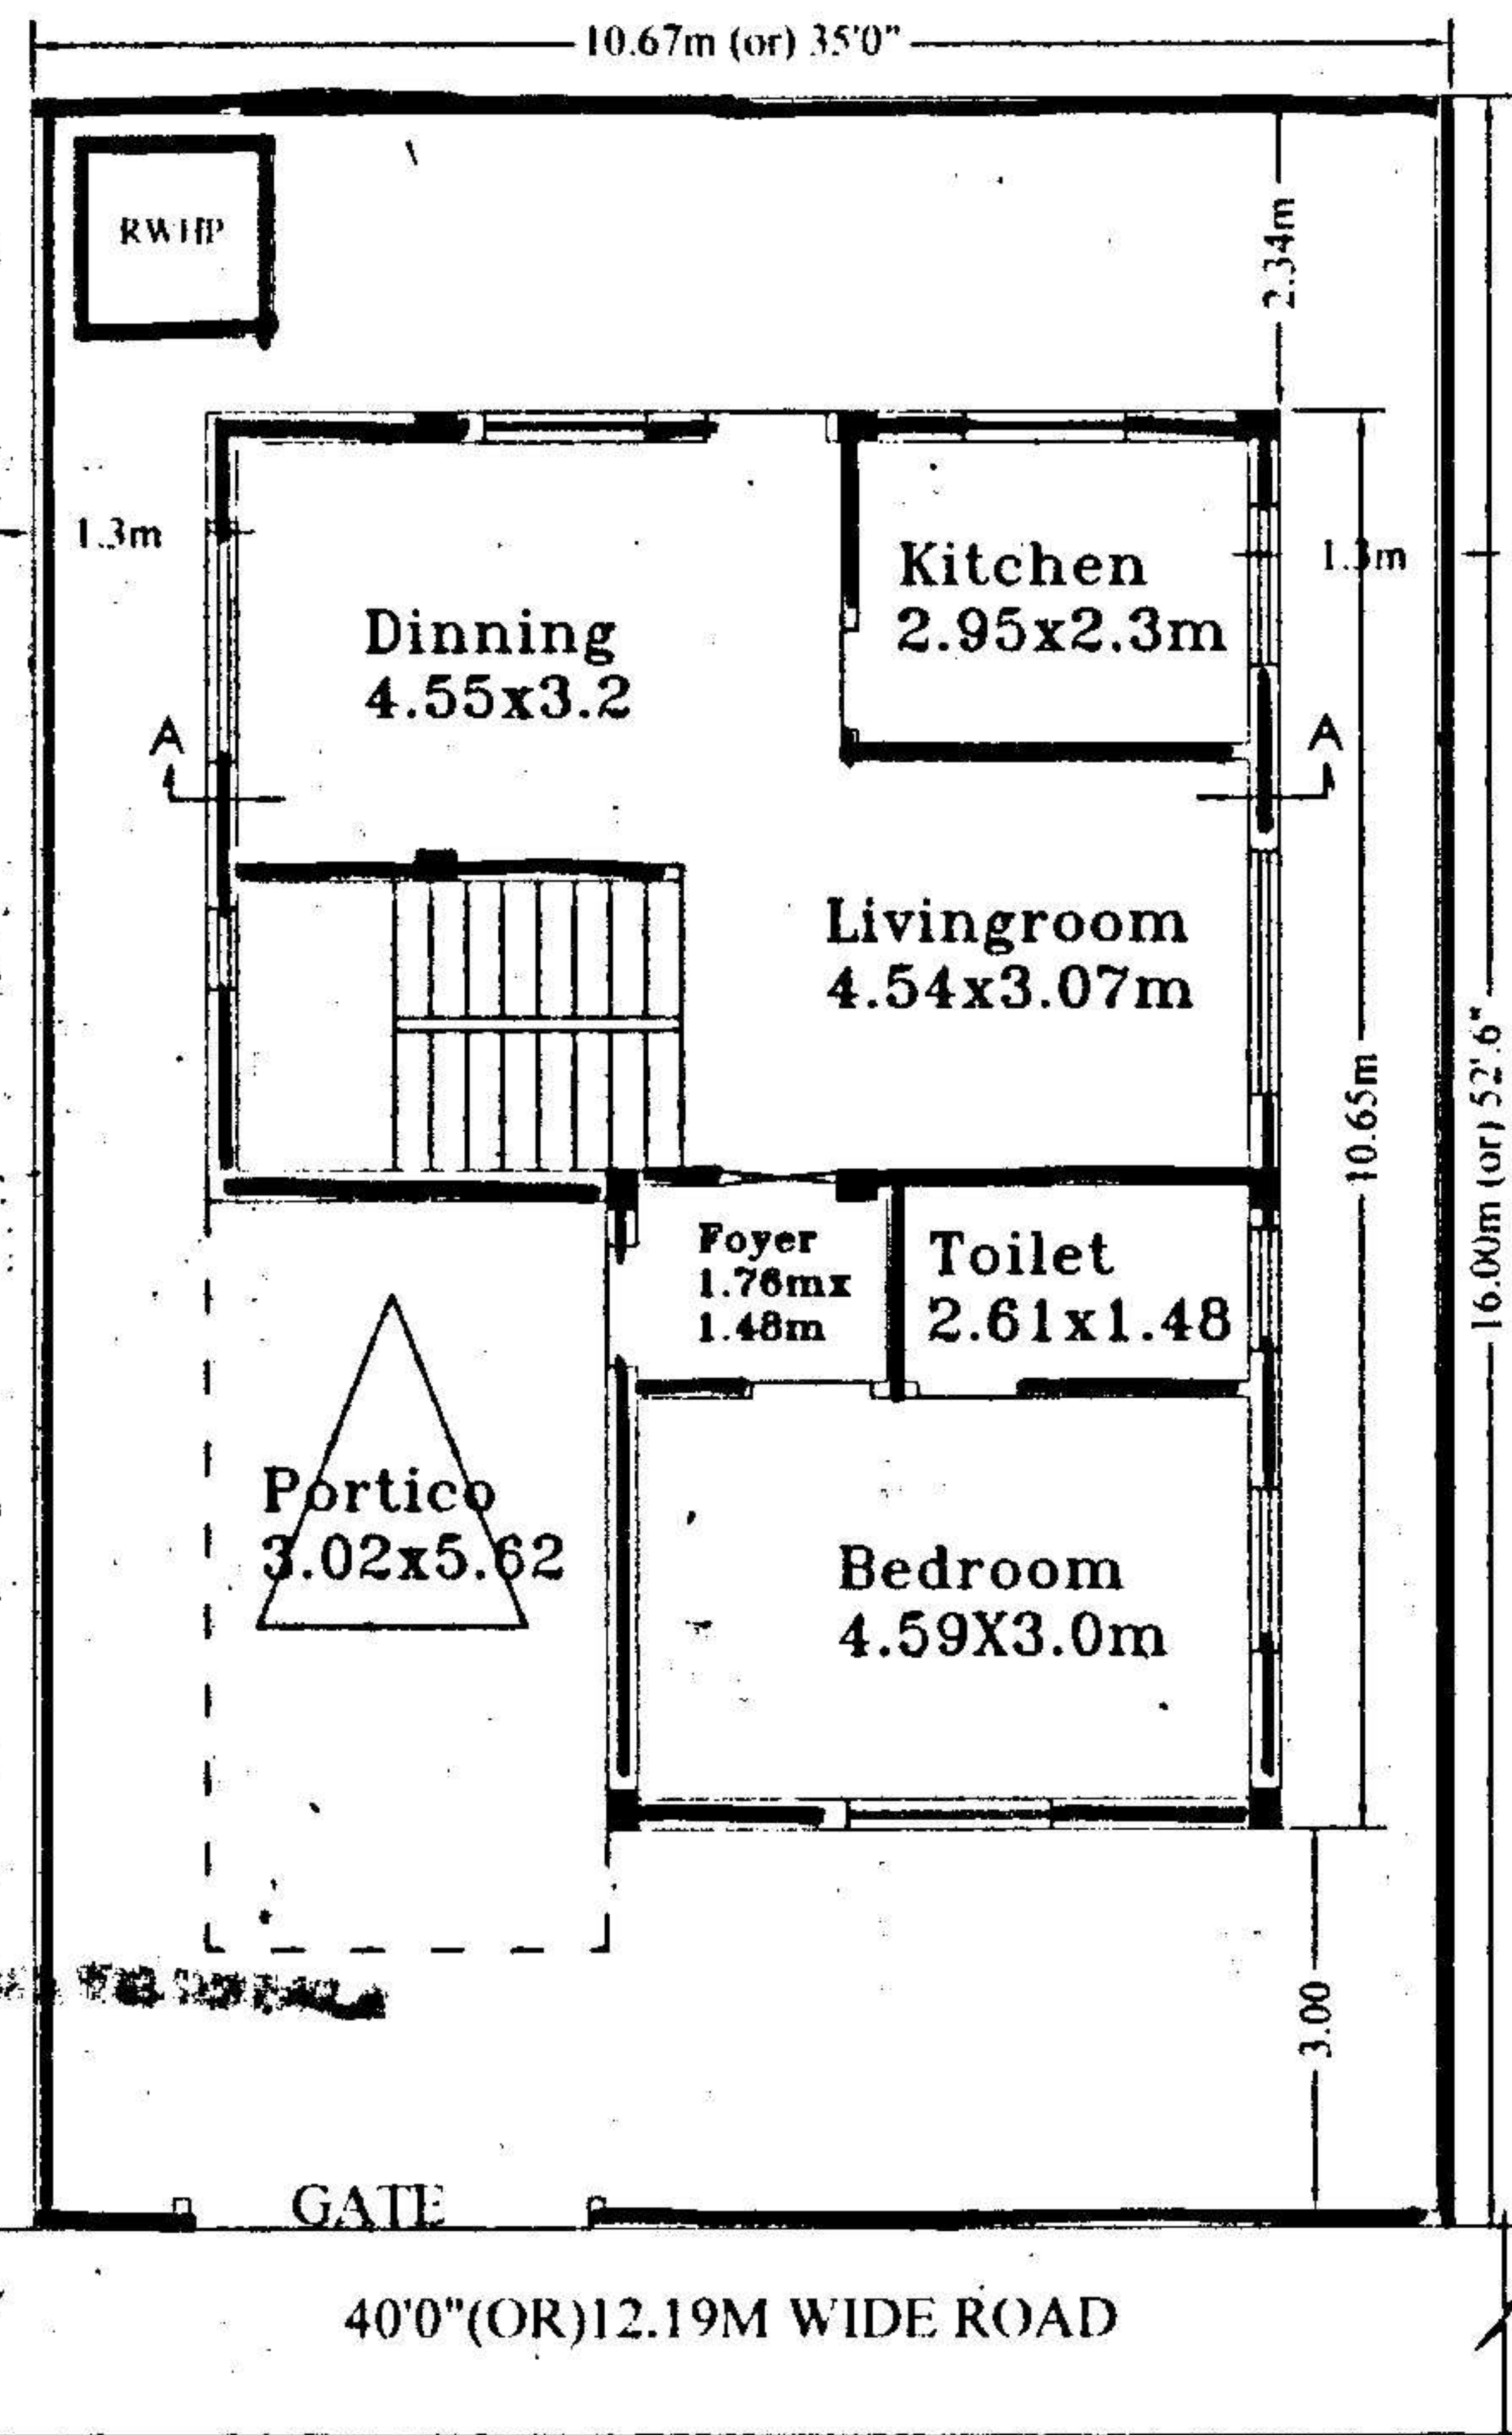 10.67m (or) 35'0"
RWHP
2.34m
1.3m
1.3m
Kitchen
2.95x2.3m
Dinning
4.55x3.2
A
A
Livingroom
4.54x3.07m
10.65m
16.00m (or) 52'.6"
Foyer
1.76mx
1.48m
Toilet
2.61x1.48
Portico
3.02x5.62
Bedroom
4.59X3.0m
3.00
GATE
40'0"(OR)12.19M WIDE ROAD